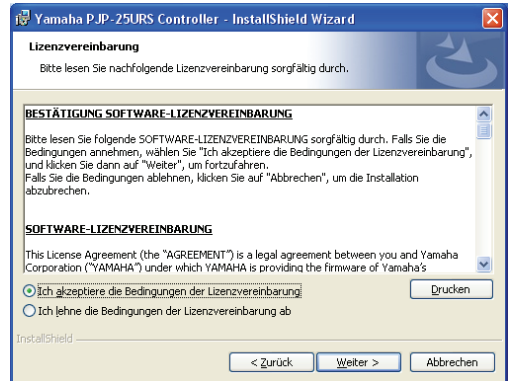 Yamaha PJP-25URS Controller - InstallShield Wizard
Lizenzvereinbarung
Bitte lesen Sie nachfolgende Lizenzvereinbarung sorgfältig durch.
BESTÄTIGUNG SOFTWARE-LIZENZVEREINBARUNG
Bitte lesen Sie folgende SOFTWARE-LIZENZVEREINBARUNG sorgfältig durch. Falls Sie die
Bedingungen annehmen, wählen Sie "Ich akzeptiere die Bedingungen der Lizenzvereinbarung",
und klicken Sie dann auf "Weiter", um fortzufahren.
Falls Sie die Bedingungen ablehnen, klicken Sie auf "Abbrechen", um die Installation
abzubrechen.
SOFTWARE-LIZENZVEREINBARUNG
This License Agreement (the "AGREEMENT") is a legal agreement between you and Yamaha
Corporation ("YAMAHA") under which YAMAHA is providing the firmware of Yamaha's
Ich akzeptiere die Bedingungen der Lizenzvereinbarung
Drucken
Ich lehne die Bedingungen der Lizenzvereinbarung ab
InstallShield
< Zurück
Weiter >
Abbrechen